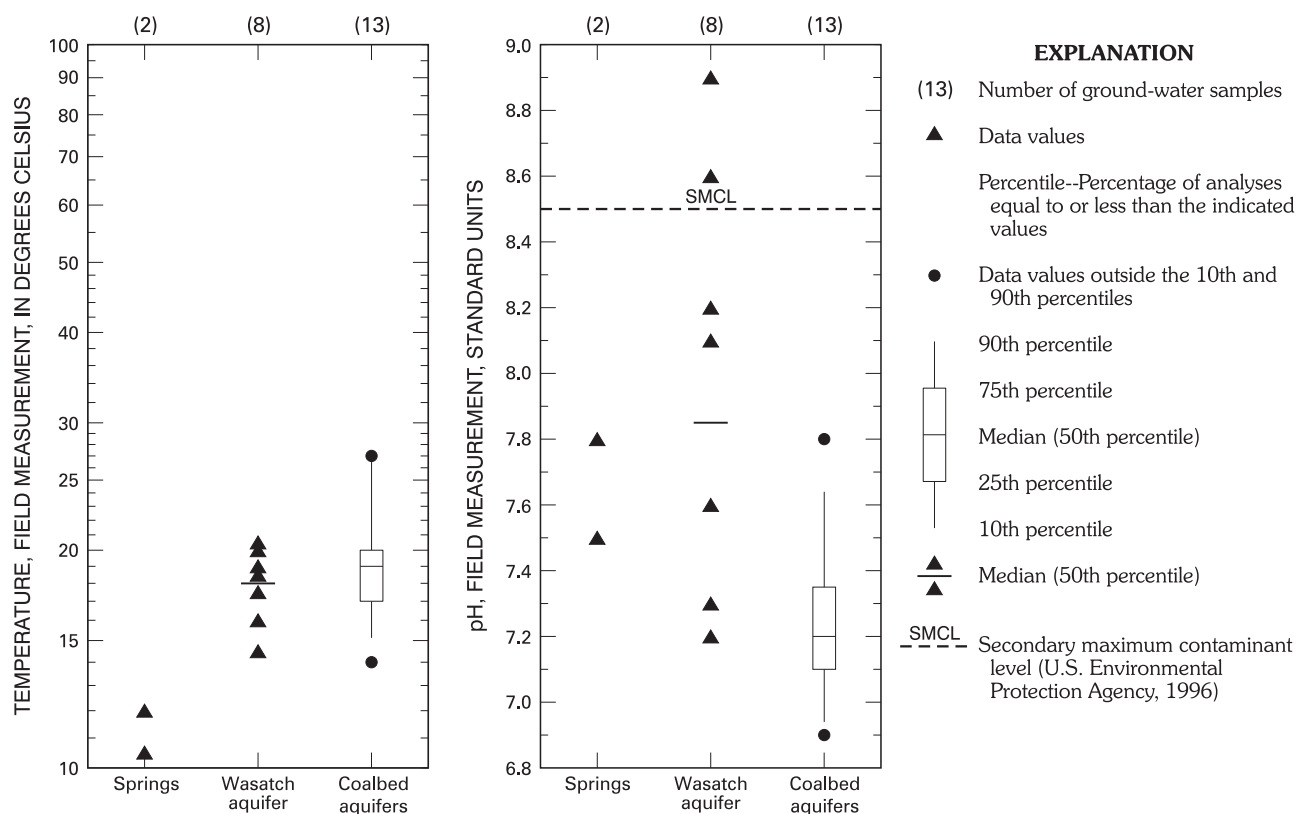 (2) (8) (13)
100
90
80
70
60
50
40
30
25
20
15
10
TEMPERATURE, FIELD MEASUREMENT, IN DEGREES CELSIUS
Springs Wasatch Coalbed
aquifer aquifers
(2) (8) (13)
9.0
8.8
8.6
8.4
8.2
8.0
7.8
7.6
7.4
7.2
7.0
6.8
pH, FIELD MEASUREMENT, STANDARD UNITS
SMCL
Springs Wasatch Coalbed
aquifer aquifers
EXPLANATION
(13) Number of ground-water samples
Data values
Percentile--Percentage of analyses
equal to or less than the indicated
values
Data values outside the 10th and
90th percentiles
90th percentile
75th percentile
Median (50th percentile)
25th percentile
10th percentile
Median (50th percentile)
SMCL Secondary maximum contaminant
level (U.S. Environmental
Protection Agency, 1996)